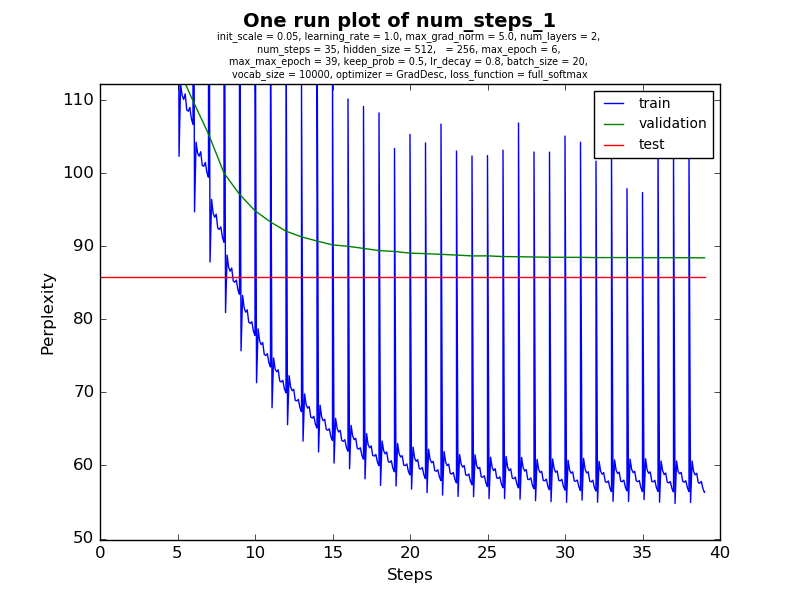 One run plot of num_steps_1
init_scale = 0.05, learning_rate = 1.0, max_grad_norm = 5.0, num_layers = 2,
num_steps = 35, hidden_size = 512,   = 256, max_epoch = 6,
max_max_epoch = 39, keep_prob = 0.5, lr_decay = 0.8, batch_size = 20,
vocab_size = 10000, optimizer = GradDesc, loss_function = full_softmax
train
validation
test
110
100
90
80
70
60
50
Perplexity
0 5 10 15 20 25 30 35 40
Steps